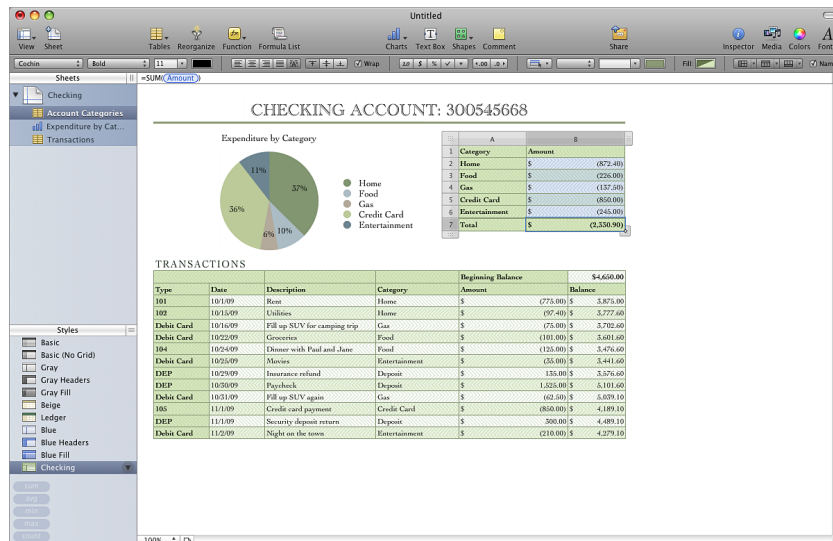 Untitled
View Sheet Tables Reorganize Function Formula List Charts Text Box Shapes Comment Share Inspector Media Colors
Cochin Bold 11 Wrap Fill:
Sheets =SUM(Amount)
Checking
Account Categories
Expenditure by Cat...
Transactions
CHECKING ACCOUNT: 300545668
Expenditure by Category
37%
10%
6%
36%
11%
Home
Food
Gas
Credit Card
Entertainment
A B
1 Category Amount
2 Home $ (872.40)
3 Food $ (226.00)
4 Gas $ (137.50)
5 Credit Card $ (850.00)
6 Entertainment $ (245.00)
7 Total $ (2,330.90)
TRANSACTIONS
Beginning Balance $4,650.00
Type Date Description Category Amount Balance
101 10/1/09 Rent Home $ (775.00) $ 3,875.00
102 10/15/09 Utilities Home $ (97.40) $ 3,777.60
Debit Card 10/16/09 Fill up SUV for camping trip Gas $ (75.00) $ 3,702.60
Debit Card 10/22/09 Groceries Food $ (101.00) $ 3,601.60
104 10/24/09 Dinner with Paul and Jane Food $ (125.00) $ 3,476.60
Debit Card 10/25/09 Movies Entertainment $ (35.00) $ 3,441.60
DEP 10/29/09 Insurance refund Deposit $ 135.00 $ 3,576.60
DEP 10/30/09 Paycheck Deposit $ 1,525.00 $ 5,101.60
Debit Card 10/31/09 Fill up SUV again Gas $ (62.50) $ 5,039.10
105 11/1/09 Credit card payment Credit Card $ (850.00) $ 4,189.10
DEP 11/1/09 Security deposit return Deposit $ 300.00 $ 4,489.10
Debit Card 11/2/09 Night on the town Entertainment $ (210.00) $ 4,279.10
Styles
Basic
Basic (No Grid)
Gray
Gray Headers
Gray Fill
Beige
Ledger
Blue
Blue Headers
Blue Fill
Checking
sum
avg
min
max
count
100%